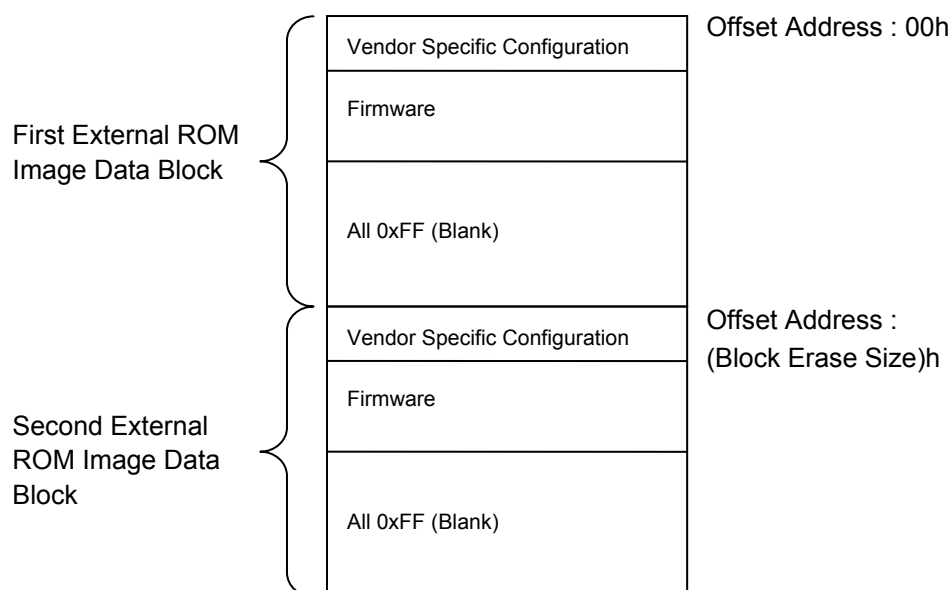 Offset Address : 00h
Vendor Specific Configuration
Firmware
First External ROM
Image Data Block
All 0xFF (Blank)
Offset Address :
(Block Erase Size)h
Vendor Specific Configuration
Firmware
Second External
ROM Image Data
Block
All 0xFF (Blank)